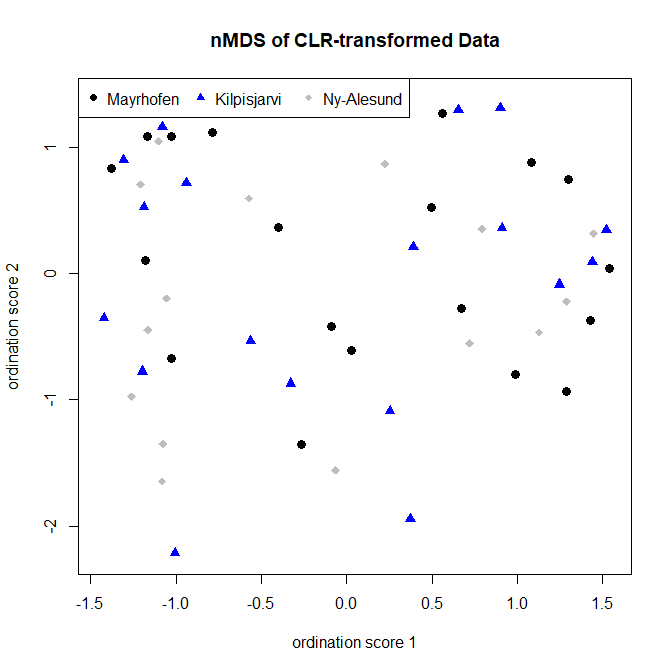 nMDS of CLR-transformed Data
Mayrhofen Kilpisjarvi Ny-Alesund
1
0
-1
-2
ordination score 2
-1.5 -1.0 -0.5 0.0 0.5 1.0 1.5
ordination score 1